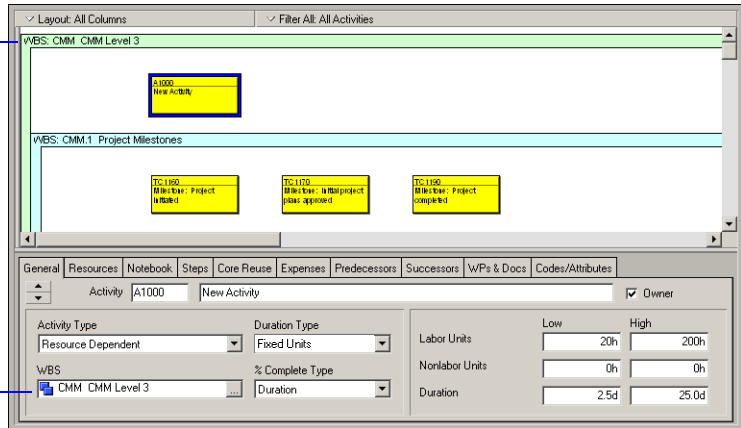 Layout: All Columns Filter All: All Activities
WBS: CMM CMM Level 3
A1000
New Activity
WBS: CMM.1 Project Milestones
TC1160 TC1170 TC1190
Milestone: Project Milestone: Initial project Milestone: Project
Initiated plans approved completed
General Resources Notebook Steps Core Reuse Expenses Predecessors Successors WPs & Docs Codes/Attributes
Activity A1000 New Activity Owner
Activity Type Duration Type Low High
Resource Dependent Fixed Units Labor Units 20h 200h
WBS % Complete Type Nonlabor Units 0h 0h
CMM CMM Level 3 ... Duration Duration 2.5d 25.0d